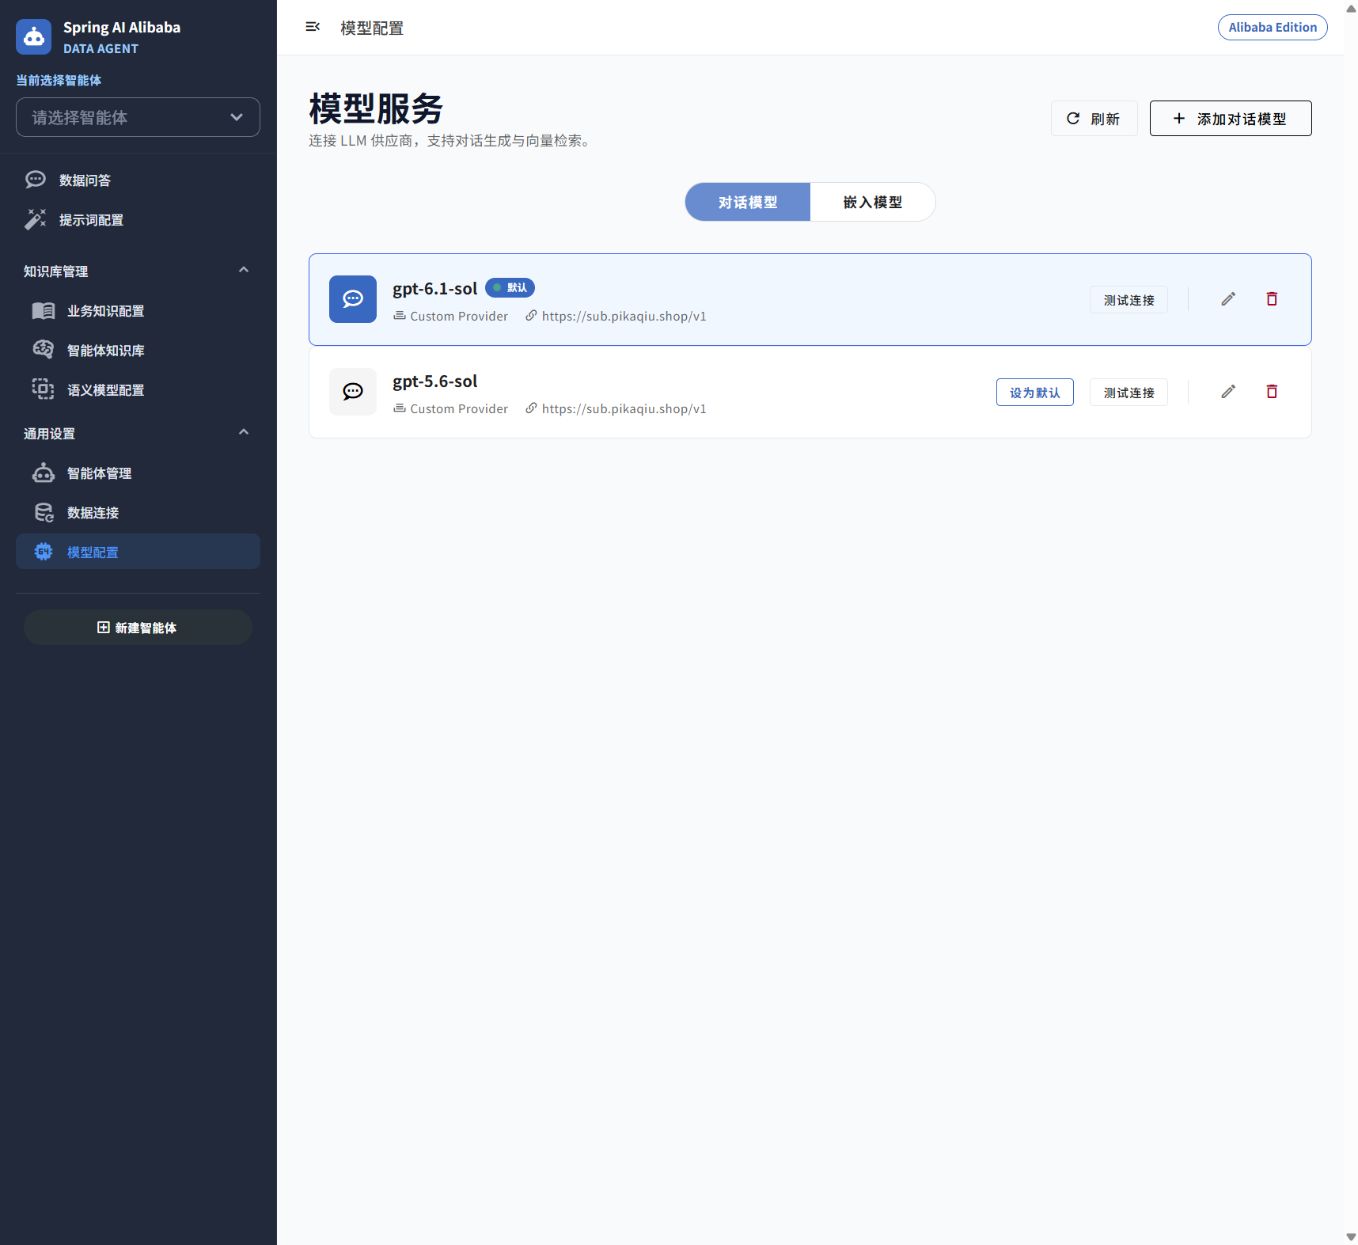 Spring AI Alibaba
DATA AGENT
当前选择智能体
请选择智能体
数据问答
提示词配置
知识库管理
业务知识配置
智能体知识库
语义模型配置
通用设置
智能体管理
数据连接
模型配置
新建智能体
模型配置
Alibaba Edition
模型服务
连接 LLM 供应商，支持对话生成与向量检索。
刷新
添加对话模型
对话模型
嵌入模型
gpt-6.1-sol 默认
Custom Provider https://sub.pikaqiu.shop/v1
测试连接
gpt-5.6-sol
Custom Provider https://sub.pikaqiu.shop/v1
设为默认
测试连接